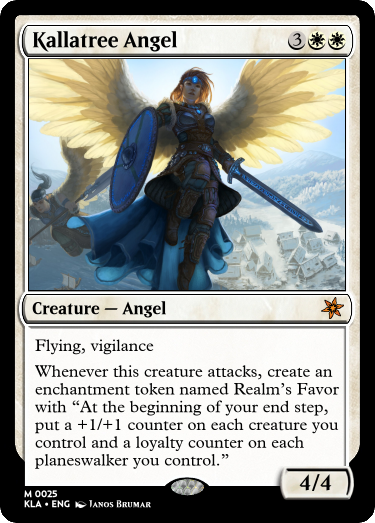 Kallatree Angel 3
Creature — Angel
Flying, vigilance
Whenever this creature attacks, create an
enchantment token named Realm's Favor
with “At the beginning of your end step,
put a +1/+1 counter on each creature you
control and a loyalty counter on each
planeswalker you control.”
4/4
M 0025
KLA • ENG Janos Brumar